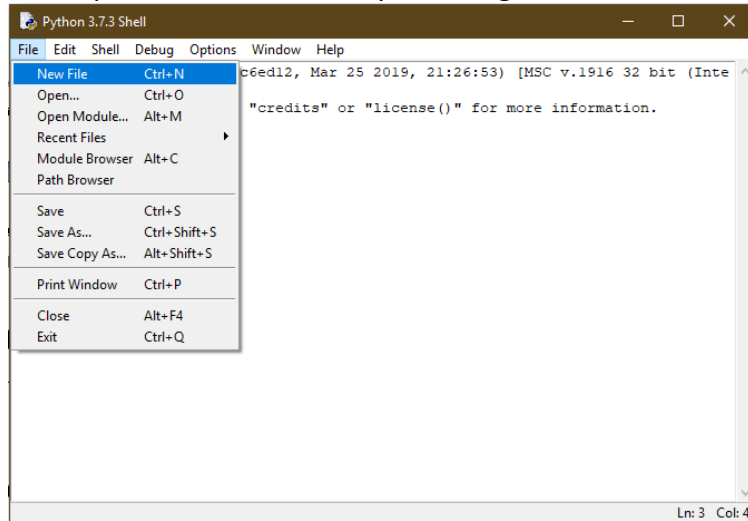 Python 3.7.3 Shell
File Edit Shell Debug Options Window Help
New File Ctrl+N
c6ed12, Mar 25 2019, 21:26:53) [MSC v.1916 32 bit (Inte
Open... Ctrl+O
"credits" or "license()" for more information.
Open Module... Alt+M
Recent Files
Module Browser Alt+C
Path Browser
Save Ctrl+S
Save As... Ctrl+Shift+S
Save Copy As... Alt+Shift+S
Print Window Ctrl+P
Close Alt+F4
Exit Ctrl+Q
Ln: 3 Col: 4